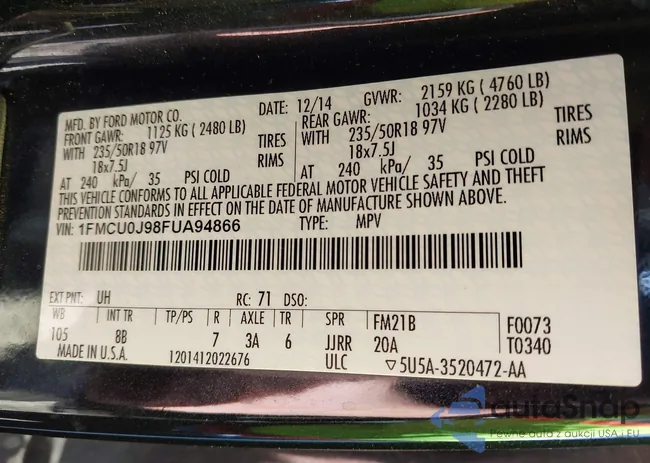 MFD. BY FORD MOTOR CO.
DATE: 12/14 GVWR: 2159 KG ( 4760 LB)
FRONT GAWR: 1125 KG ( 2480 LB) REAR GAWR: 1034 KG ( 2280 LB)
WITH 235/50R18 97V TIRES WITH 235/50R18 97V TIRES
18x7.5J RIMS 18x7.5J RIMS
AT 240 kPa/ 35 PSI COLD AT 240 kPa/ 35 PSI COLD
THIS VEHICLE CONFORMS TO ALL APPLICABLE FEDERAL MOTOR VEHICLE SAFETY AND THEFT
PREVENTION STANDARDS IN EFFECT ON THE DATE OF MANUFACTURE SHOWN ABOVE.
VIN: 1FMCU0J98FUA94866 TYPE: MPV
EXT PNT: UH RC: 71 DSO:
WB INT TR TP/PS R AXLE TR SPR FM21B F0073
105 8B 7 3A 6 JJRR 20A T0340
MADE IN U.S.A. 1201412022676 ULC ▽5U5A-3520472-AA
autoSnap
Pewne auta z aukcji USA i EU